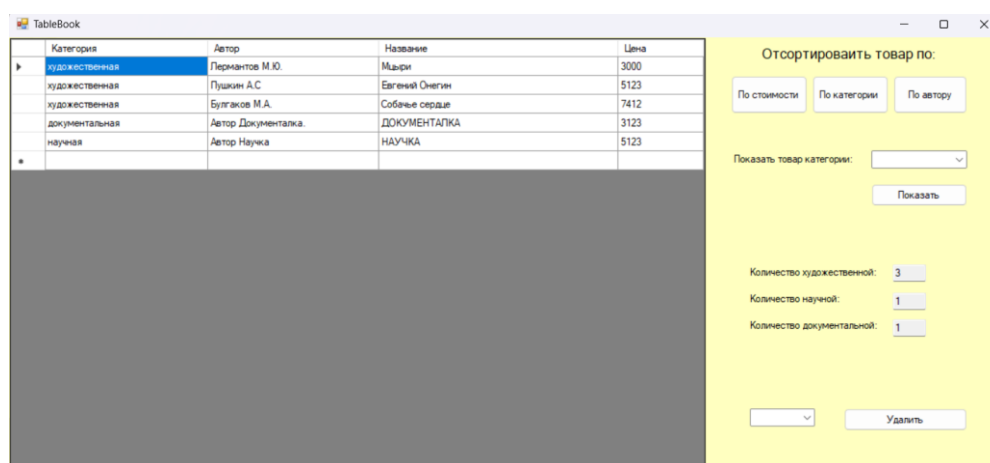 TableBook
Категория Автор Название Цена
художественная Лермантов М.Ю. Мцыри 3000
художественная Пушкин А.С Евгений Онегин 5123
художественная Булгаков М.А. Собачье сердце 7412
документальная Автор Документалка. ДОКУМЕНТАЛКА 3123
научная Автор Научка НАУЧКА 5123
Отсортироваить товар по:
По стоимости По категории По автору
Показать товар категории:
Показать
Количество художественной: 3
Количество научной: 1
Количество документальной: 1
Удалить